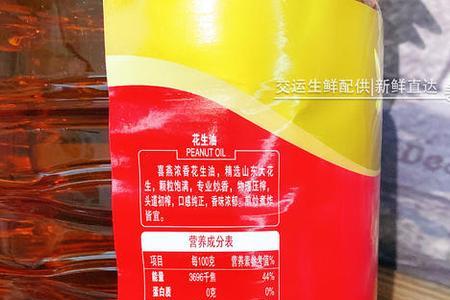 交运生鲜配供|新鲜直达
花生油
PEANUT OIL
喜燕浓香花生油，精选山东大花
生，颗粒饱满，专业炒香，物理压榨，
头道初榨，口感纯正，香味浓郁，煎炒煮炸
皆宜。
营养成分表
项目 每100克 营养素参考值%
能量 3696千焦 44%
蛋白质 0克 0%